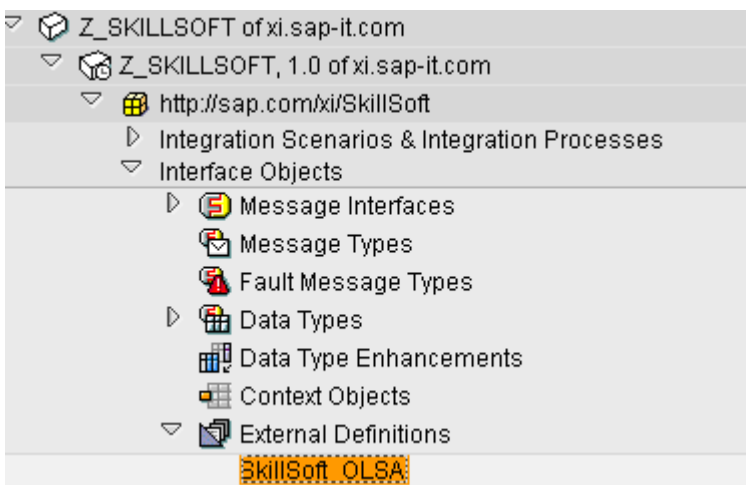 Z_SKILLSOFT of xi.sap-it.com
Z_SKILLSOFT, 1.0 of xi.sap-it.com
http://sap.com/xi/SkillSoft
Integration Scenarios & Integration Processes
Interface Objects
Message Interfaces
Message Types
Fault Message Types
Data Types
Data Type Enhancements
Context Objects
External Definitions
SkillSoft_OLSA